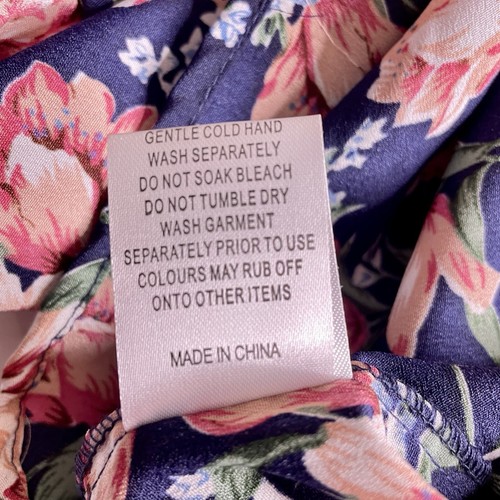 GENTLE COLD HAND
WASH SEPARATELY
DO NOT SOAK BLEACH
DO NOT TUMBLE DRY
WASH GARMENT
SEPARATELY PRIOR TO USE
COLOURS MAY RUB OFF
ONTO OTHER ITEMS
MADE IN CHINA